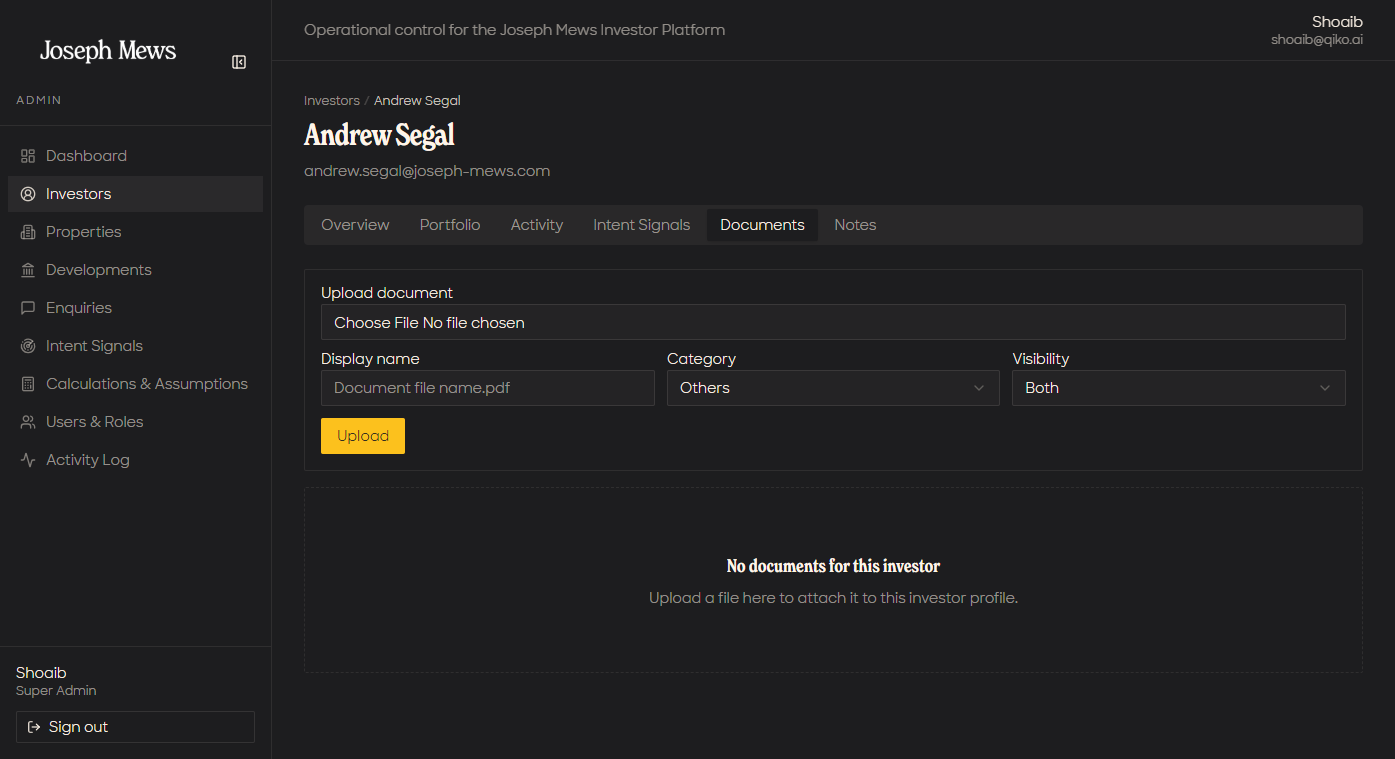 Joseph Mews
ADMIN
Dashboard
Investors
Properties
Developments
Enquiries
Intent Signals
Calculations & Assumptions
Users & Roles
Activity Log
Shoaib
Super Admin
Sign out
Operational control for the Joseph Mews Investor Platform
Shoaib
shoaib@qiko.ai
Investors / Andrew Segal
Andrew Segal
andrew.segal@joseph-mews.com
Overview Portfolio Activity Intent Signals Documents Notes
Upload document
Choose File No file chosen
Display name Category Visibility
Document file name.pdf Others Both
Upload
No documents for this investor
Upload a file here to attach it to this investor profile.